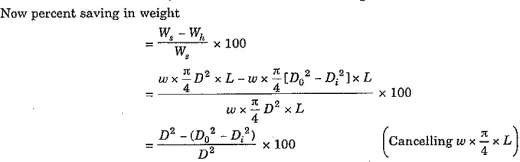 Now percent saving in weight
= \frac{W_s - W_h}{W_s} \times 100
= \frac{w \times \frac{\pi}{4} D^2 \times L - w \times \frac{\pi}{4} [D_0^2 - D_i^2] \times L}{w \times \frac{\pi}{4} D^2 \times L} \times 100
= \frac{D^2 - (D_0^2 - D_i^2)}{D^2} \times 100 \left( \text{Cancelling } w \times \frac{\pi}{4} \times L \right)